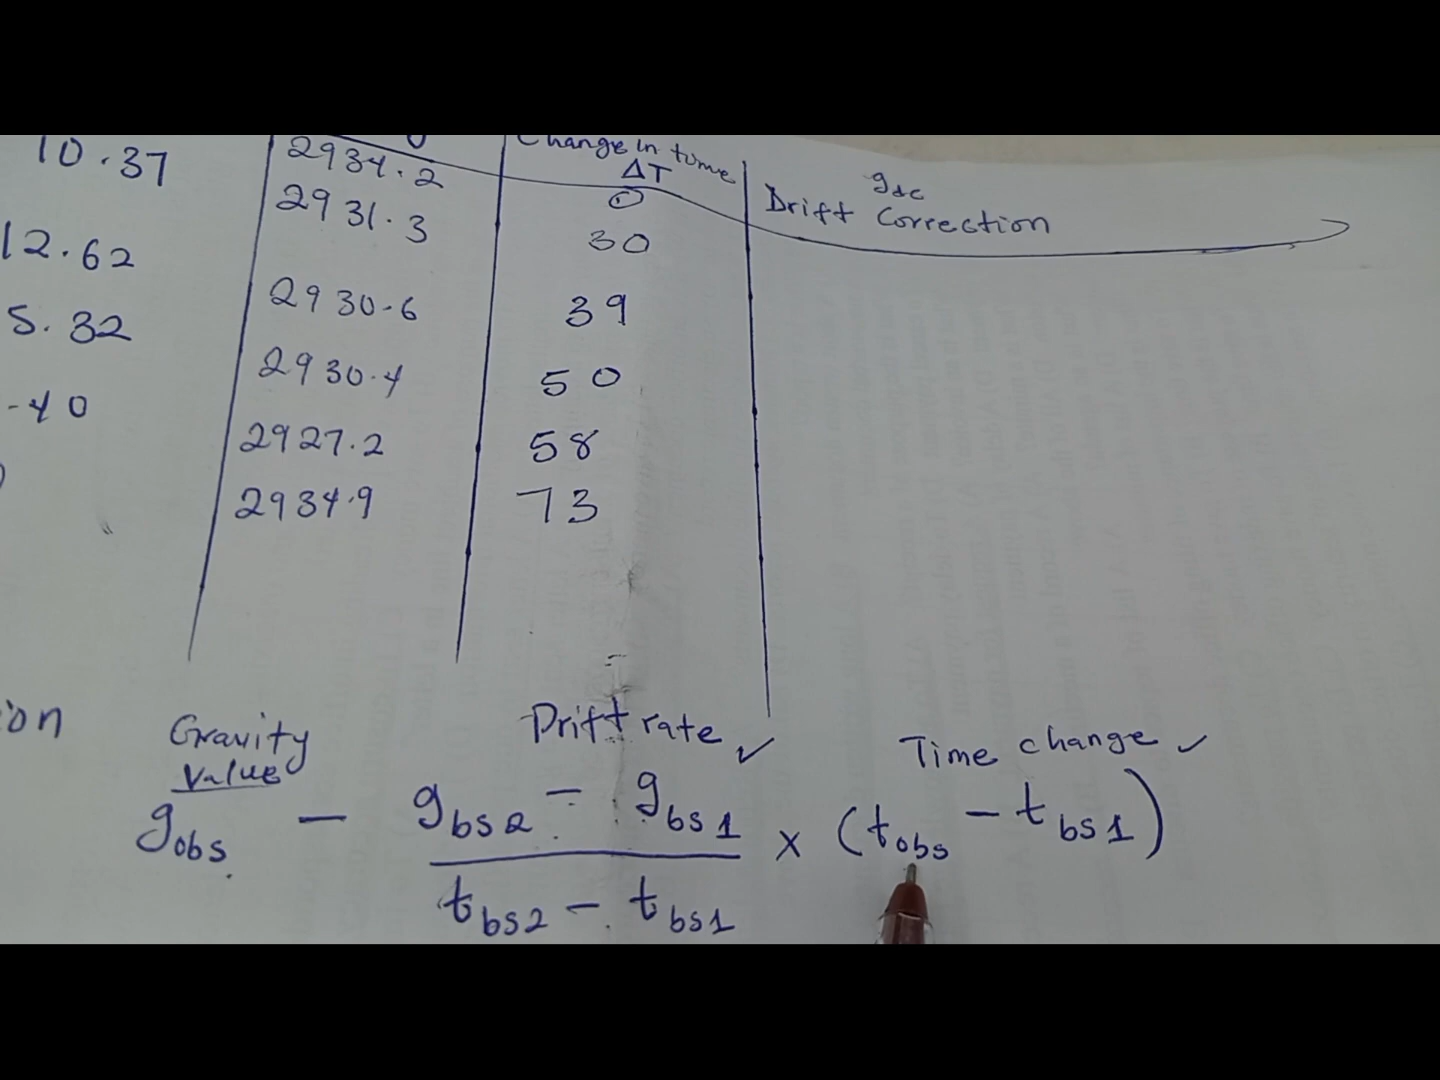 Change in time
10.37 2934.2 ΔT gdc
2931.3 0 Drift Correction
12.62 30
5.32 2930.6 39
.40 2930.4 50
2927.2 58
2934.9 73
ion Gravity Value Drift rate ✓ Time change ✓
gobs. − gbs2 − gbs1 × (tobs − tbs1)
tbs2 − tbs1